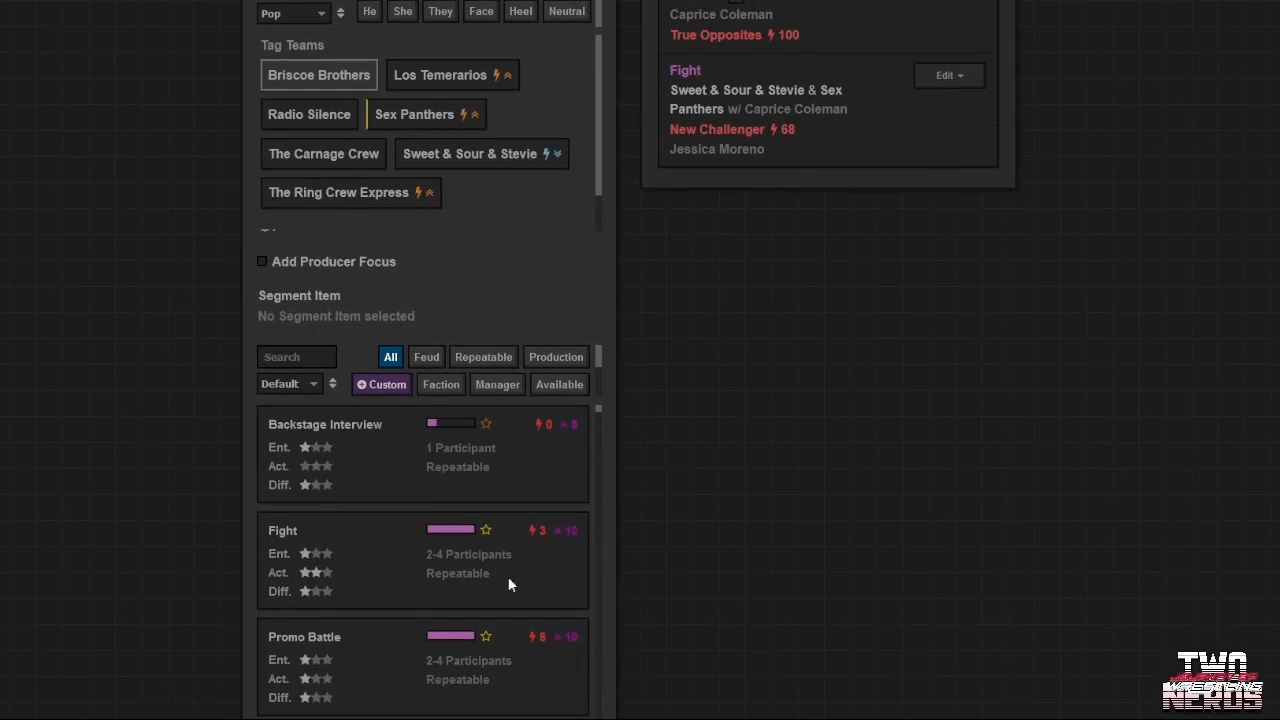 Pop
He
She
They
Face
Heel
Neutral
Tag Teams
Briscoe Brothers
Los Temerarios
Radio Silence
Sex Panthers
The Carnage Crew
Sweet & Sour & Stevie
The Ring Crew Express
Add Producer Focus
Segment Item
No Segment Item selected
Search
All
Feud
Repeatable
Production
Default
Custom
Faction
Manager
Available
Backstage Interview
0
5
Ent.
1 Participant
Act.
Repeatable
Diff.
Fight
3
10
Ent.
2-4 Participants
Act.
Repeatable
Diff.
Promo Battle
8
10
Ent.
2-4 Participants
Act.
Repeatable
Diff.
Caprice Coleman
True Opposites 100
Fight
Edit
Sweet & Sour & Stevie & Sex
Panthers w/ Caprice Coleman
New Challenger 68
Jessica Moreno
TWO
WRESTLING
NERDS